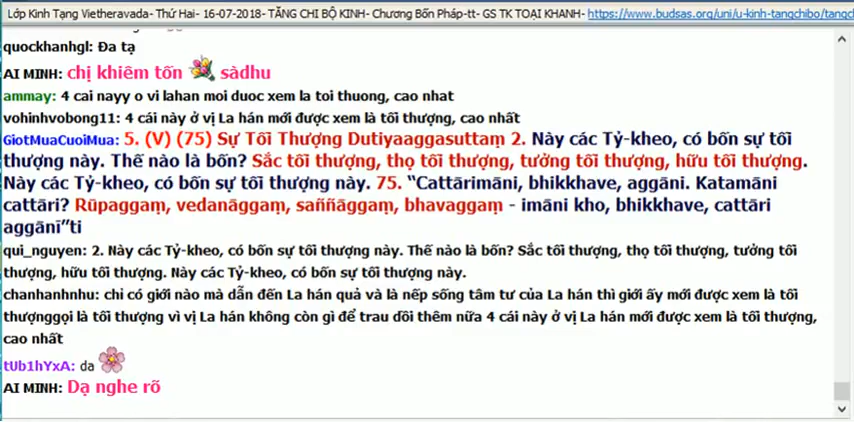 Lớp Kinh Tạng Vietheravada- Thứ Hai- 16-07-2018- TĂNG CHI BỘ KINH- Chương Bốn Pháp-tt- GS TK TOẠI KHANH- https://www.budsas.org/uni/u-kinh-tangchibo/tangc
quockhanhgl: Đa tạ
AI MINH: chị khiêm tốn sàdhu
ammay: 4 cai nayy o vi lahan moi duoc xem la toi thuong, cao nhat
vohinhvobong11: 4 cái này ở vị La hán mới được xem là tối thượng, cao nhất
GiotMuaCuoiMua: 5. (V) (75) Sự Tối Thượng Dutiyaaggasuttaṃ 2. Này các Tỷ-kheo, có bốn sự tối
thượng này. Thế nào là bốn? Sắc tối thượng, thọ tối thượng, tưởng tối thượng, hữu tối thượng.
Này các Tỷ-kheo, có bốn sự tối thượng này. 75. “Cattārimāni, bhikkhave, aggāni. Katamāni
cattāri? Rūpaggaṃ, vedanāggaṃ, saññāggaṃ, bhavaggaṃ - imāni kho, bhikkhave, cattāri
aggānī”ti
qui_nguyen: 2. Này các Tỷ-kheo, có bốn sự tối thượng này. Thế nào là bốn? Sắc tối thượng, thọ tối thượng, tưởng tối
thượng, hữu tối thượng. Này các Tỷ-kheo, có bốn sự tối thượng này.
chanhanhnhu: chỉ có giới nào mà dẫn đến La hán quả và là nếp sống tâm tư của La hán thì giới ấy mới được xem là tối
thượnggọi là tối thượng vì vị La hán không còn gì để trau dồi thêm nữa 4 cái này ở vị La hán mới được xem là tối thượng,
cao nhất
tUb1hYxA: da
AI MINH: Dạ nghe rõ